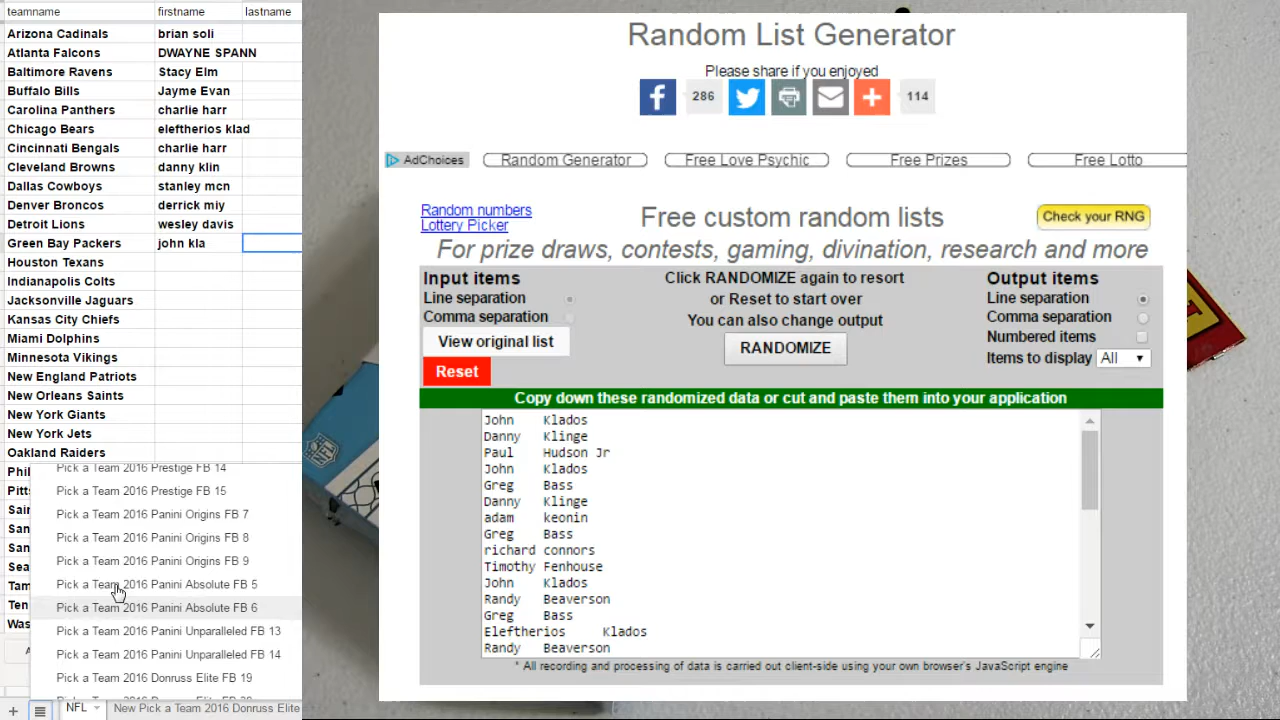 teamname firstname lastname
Arizona Cadinals brian soli
Atlanta Falcons DWAYNE SPANN
Baltimore Ravens Stacy Elm
Buffalo Bills Jayme Evan
Carolina Panthers charlie harr
Chicago Bears eleftherios klad
Cincinnati Bengals charlie harr
Cleveland Browns danny klin
Dallas Cowboys stanley mcn
Denver Broncos derrick miy
Detroit Lions wesley davis
Green Bay Packers john kla
Houston Texans
Indianapolis Colts
Jacksonville Jaguars
Kansas City Chiefs
Miami Dolphins
Minnesota Vikings
New England Patriots
New Orleans Saints
New York Giants
New York Jets
Oakland Raiders
Phil
Pitts
Sain
San
San
Sea
Tam
Ten
Was
Pick a Team 2016 Prestige FB 14
Pick a Team 2016 Prestige FB 15
Pick a Team 2016 Panini Origins FB 7
Pick a Team 2016 Panini Origins FB 8
Pick a Team 2016 Panini Origins FB 9
Pick a Team 2016 Panini Absolute FB 5
Pick a Team 2016 Panini Absolute FB 6
Pick a Team 2016 Panini Unparalleled FB 13
Pick a Team 2016 Panini Unparalleled FB 14
Pick a Team 2016 Donruss Elite FB 19
NFL New Pick a Team 2016 Donruss Elite
Random List Generator
Please share if you enjoyed
286 114
AdChoices Random Generator Free Love Psychic Free Prizes Free Lotto
Random numbers
Lottery Picker
Free custom random lists
Check your RNG
For prize draws, contests, gaming, divination, research and more
Input items
Line separation
Comma separation
View original list
Reset
Click RANDOMIZE again to resort
or Reset to start over
You can also change output
RANDOMIZE
Output items
Line separation
Comma separation
Numbered items
Items to display All
Copy down these randomized data or cut and paste them into your application
John Klados
Danny Klinge
Paul Hudson Jr
John Klados
Greg Bass
Danny Klinge
adam keonin
Greg Bass
richard connors
Timothy Fenhouse
John Klados
Randy Beaverson
Greg Bass
Eleftherios Klados
Randy Beaverson
* All recording and processing of data is carried out client-side using your own browser's JavaScript engine
NFL